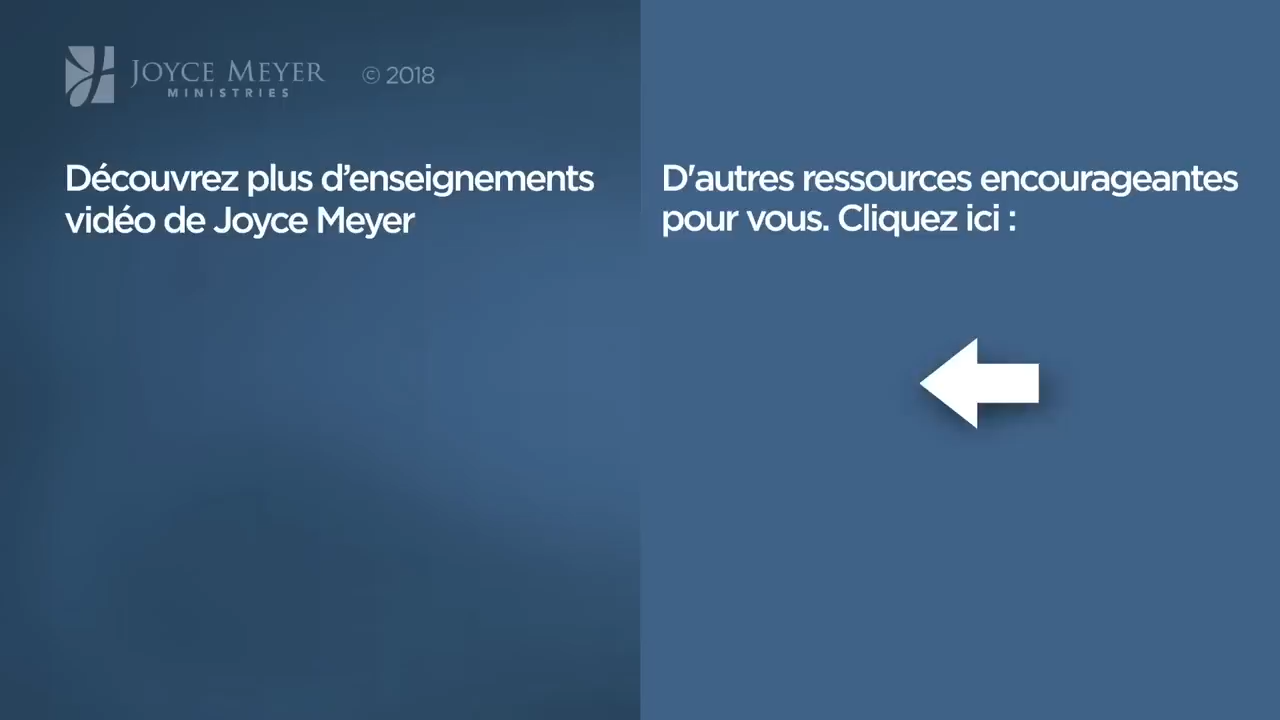 JOYCE MEYER
MINISTRIES
© 2018
Découvrez plus d’enseignements
vidéo de Joyce Meyer
D'autres ressources encourageantes
pour vous. Cliquez ici :